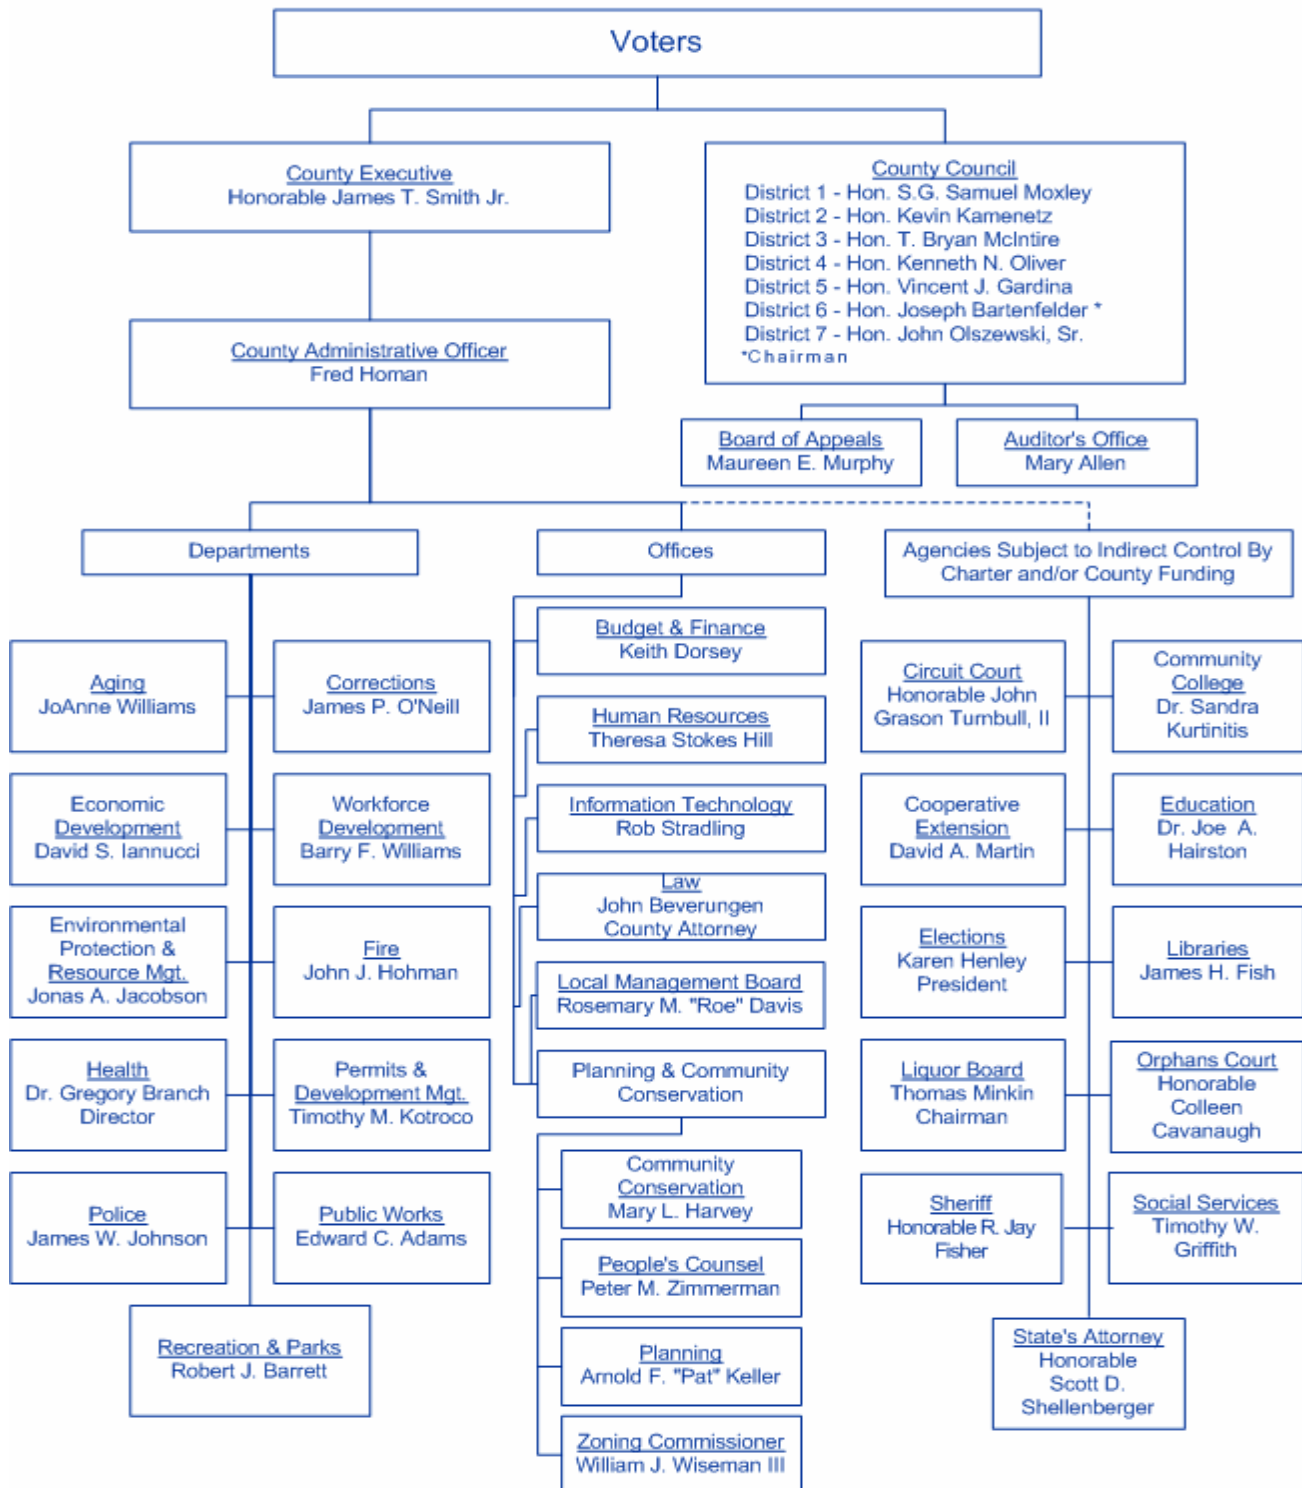 Voters
County Executive
Honorable James T. Smith Jr.
County Council
District 1 - Hon. S.G. Samuel Moxley
District 2 - Hon. Kevin Kamenetz
District 3 - Hon. T. Bryan McIntire
District 4 - Hon. Kenneth N. Oliver
District 5 - Hon. Vincent J. Gardina
District 6 - Hon. Joseph Bartenfelder *
District 7 - Hon. John Olszewski, Sr.
*Chairman
County Administrative Officer
Fred Homan
Board of Appeals
Maureen E. Murphy
Auditor's Office
Mary Allen
Departments
Aging
JoAnne Williams
Corrections
James P. O'Neill
Economic
Development
David S. Iannucci
Workforce
Development
Barry F. Williams
Environmental
Protection &
Resource Mgt.
Jonas A. Jacobson
Fire
John J. Hohman
Health
Dr. Gregory Branch
Director
Permits &
Development Mgt.
Timothy M. Kotroco
Police
James W. Johnson
Public Works
Edward C. Adams
Recreation & Parks
Robert J. Barrett
Offices
Budget & Finance
Keith Dorsey
Human Resources
Theresa Stokes Hill
Information Technology
Rob Stradling
Law
John Beverungen
County Attorney
Local Management Board
Rosemary M. "Roe" Davis
Planning & Community
Conservation
Community
Conservation
Mary L. Harvey
People's Counsel
Peter M. Zimmerman
Planning
Arnold F. "Pat" Keller
Zoning Commissioner
William J. Wiseman III
Agencies Subject to Indirect Control By
Charter and/or County Funding
Circuit Court
Honorable John
Grason Turnbull, II
Community
College
Dr. Sandra
Kurtinitis
Cooperative
Extension
David A. Martin
Education
Dr. Joe A.
Hairston
Elections
Karen Henley
President
Libraries
James H. Fish
Liquor Board
Thomas Minkin
Chairman
Orphans Court
Honorable
Colleen
Cavanaugh
Sheriff
Honorable R. Jay
Fisher
Social Services
Timothy W.
Griffith
State's Attorney
Honorable
Scott D.
Shellenberger